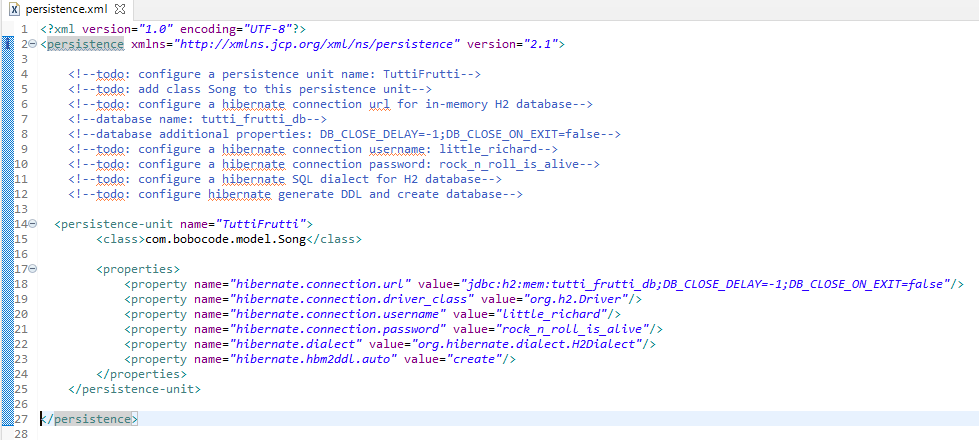 persistence.xml
1 <?xml version="1.0" encoding="UTF-8"?>
2 <persistence xmlns="http://xmlns.jcp.org/xml/ns/persistence" version="2.1">
3
4 <!--todo: configure a persistence unit name: TuttiFrutti-->
5 <!--todo: add class Song to this persistence unit-->
6 <!--todo: configure a hibernate connection url for in-memory H2 database-->
7 <!--database name: tutti_frutti_db-->
8 <!--database additional properties: DB_CLOSE_DELAY=-1;DB_CLOSE_ON_EXIT=false-->
9 <!--todo: configure a hibernate connection username: little_richard-->
10 <!--todo: configure a hibernate connection password: rock_n_roll_is_alive-->
11 <!--todo: configure a hibernate SQL dialect for H2 database-->
12 <!--todo: configure hibernate generate DDL and create database-->
13
14 <persistence-unit name="TuttiFrutti">
15 <class>com.bobocode.model.Song</class>
16
17 <properties>
18 <property name="hibernate.connection.url" value="jdbc:h2:mem:tutti_frutti_db;DB_CLOSE_DELAY=-1;DB_CLOSE_ON_EXIT=false"/>
19 <property name="hibernate.connection.driver_class" value="org.h2.Driver"/>
20 <property name="hibernate.connection.username" value="little_richard"/>
21 <property name="hibernate.connection.password" value="rock_n_roll_is_alive"/>
22 <property name="hibernate.dialect" value="org.hibernate.dialect.H2Dialect"/>
23 <property name="hibernate.hbm2ddl.auto" value="create"/>
24 </properties>
25 </persistence-unit>
26
27 </persistence>
28